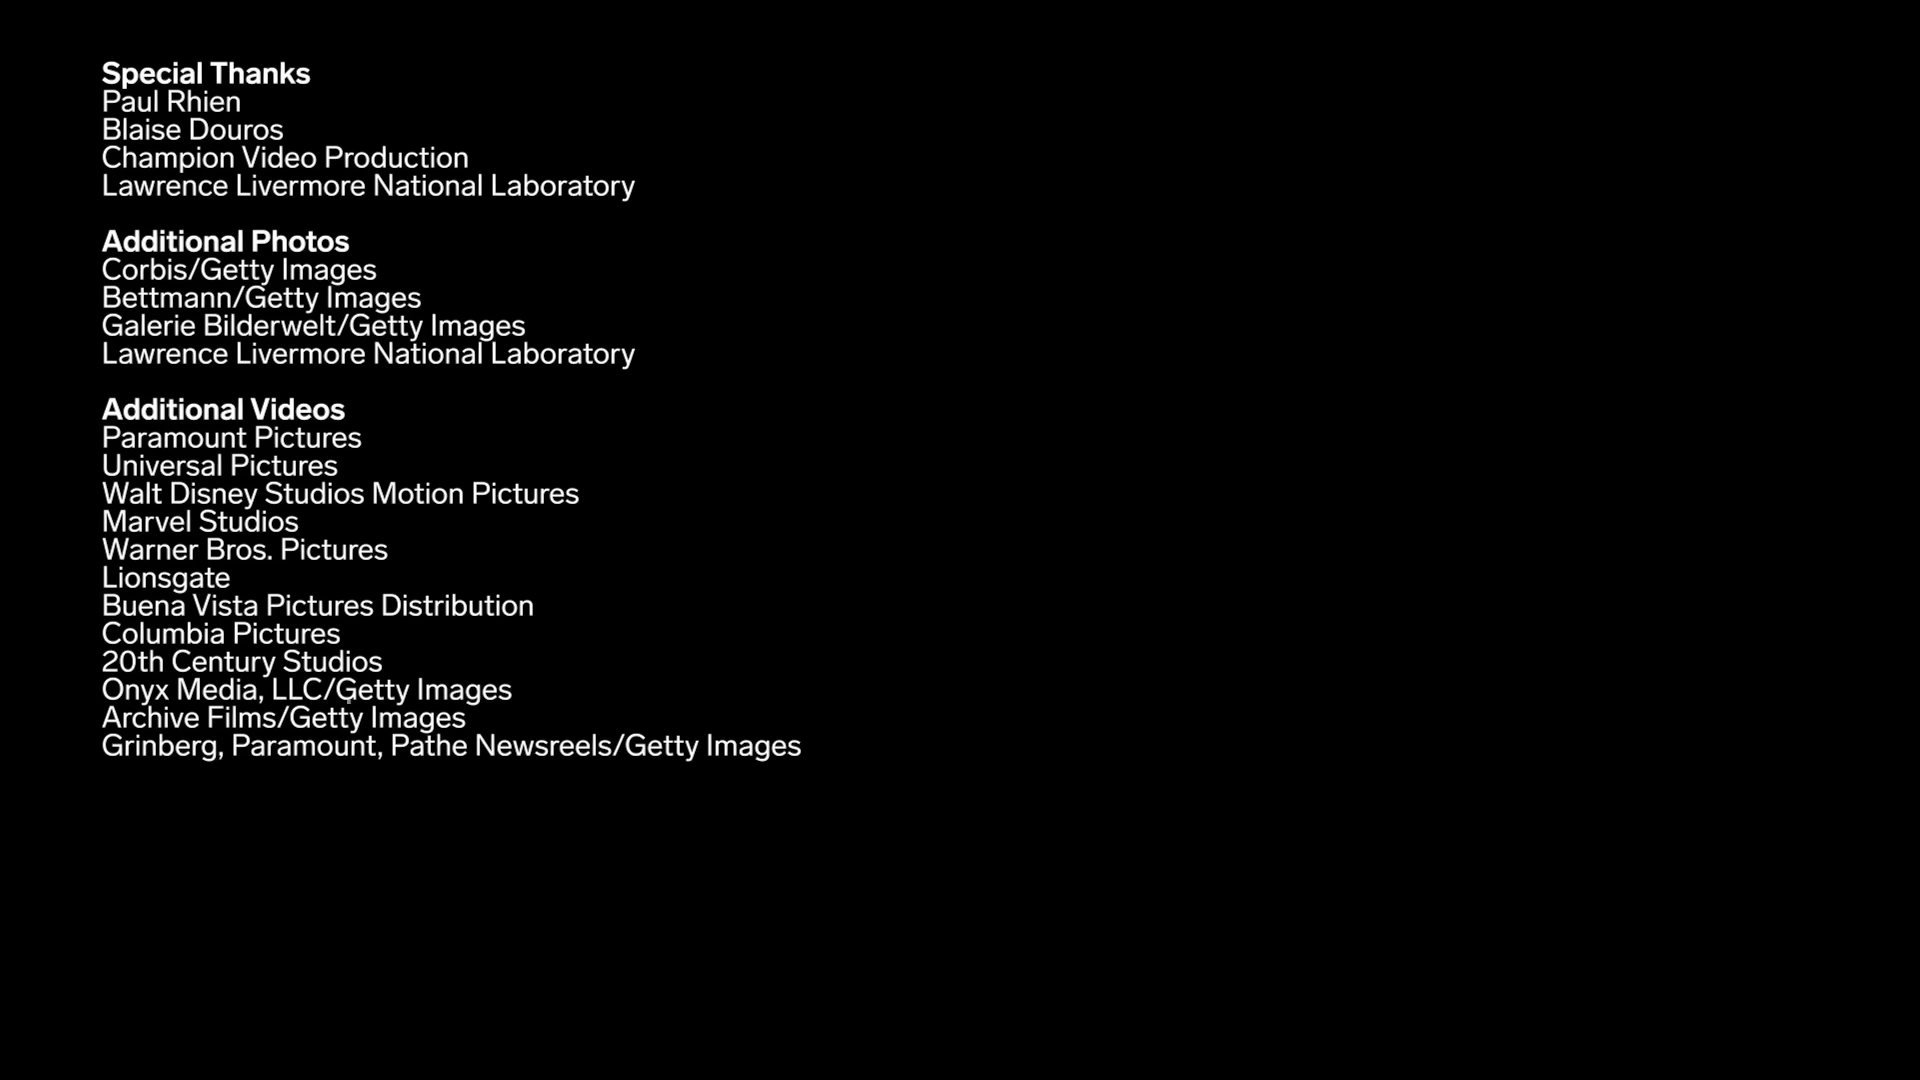 Special Thanks
Paul Rhien
Blaise Douros
Champion Video Production
Lawrence Livermore National Laboratory
Additional Photos
Corbis/Getty Images
Bettmann/Getty Images
Galerie Bilderwelt/Getty Images
Lawrence Livermore National Laboratory
Additional Videos
Paramount Pictures
Universal Pictures
Walt Disney Studios Motion Pictures
Marvel Studios
Warner Bros. Pictures
Lionsgate
Buena Vista Pictures Distribution
Columbia Pictures
20th Century Studios
Onyx Media, LLC/Getty Images
Archive Films/Getty Images
Grinberg, Paramount, Pathe Newsreels/Getty Images